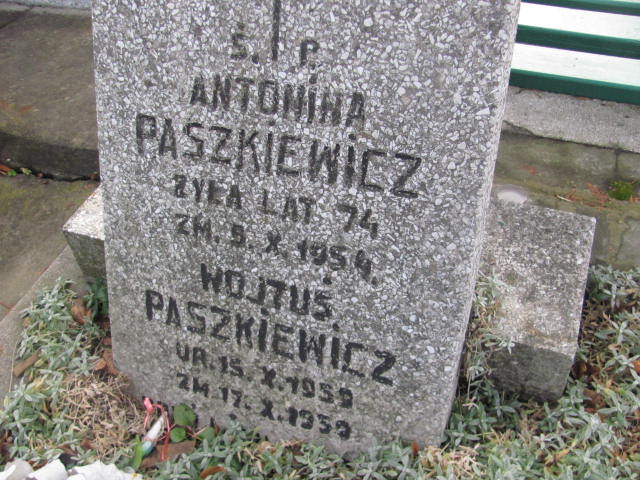 Ś. P.
ANTONINA
PASZKIEWICZ
ŻYŁA LAT 74
ZM. 5. X. 1954.
WOJTUŚ.
PASZKIEWICZ
UR. 15. X. 1959
ZM 17. X. 1959